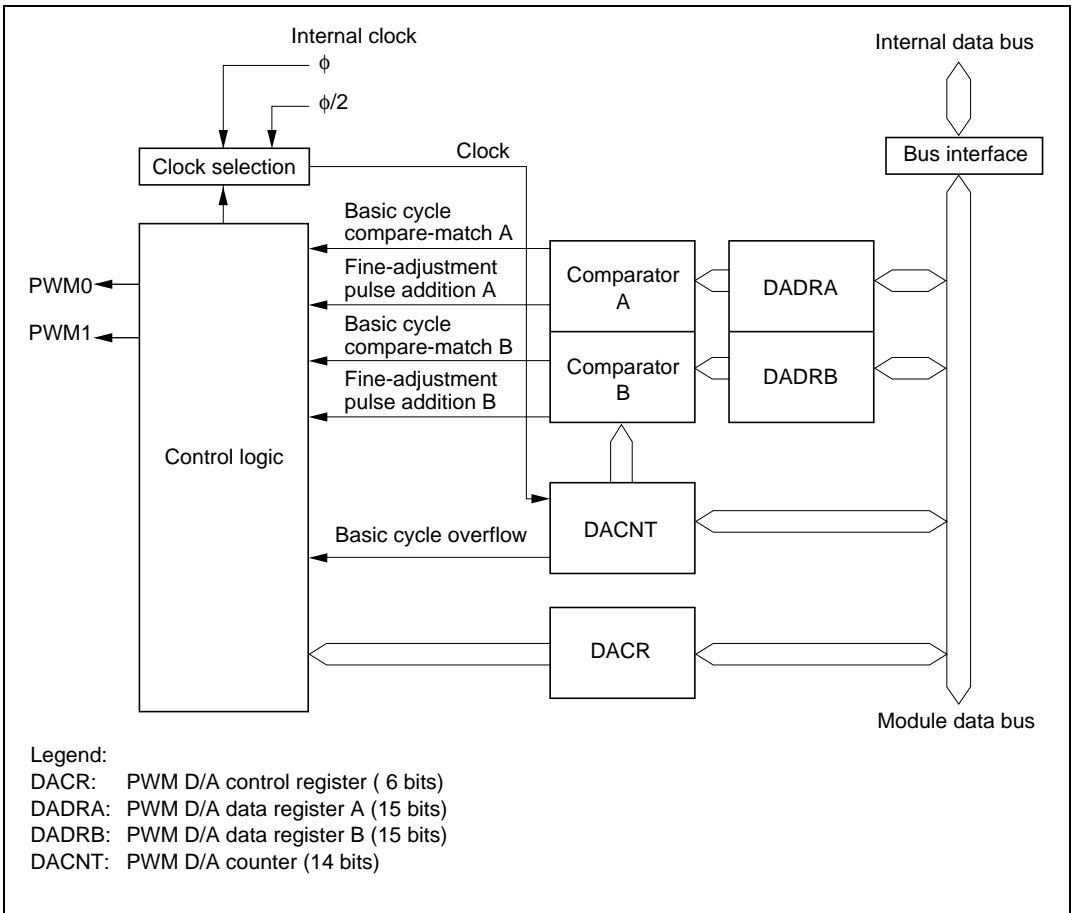 Internal clock
φ
φ/2
Internal data bus
Clock selection
Clock
Bus interface
Basic cycle
compare-match A
Fine-adjustment
pulse addition A
Basic cycle
compare-match B
Fine-adjustment
pulse addition B
PWM0
PWM1
Comparator
A
DADRA
Comparator
B
DADRB
Control logic
DACNT
Basic cycle overflow
DACR
Module data bus
Legend:
DACR: PWM D/A control register ( 6 bits)
DADRA: PWM D/A data register A (15 bits)
DADRB: PWM D/A data register B (15 bits)
DACNT: PWM D/A counter (14 bits)